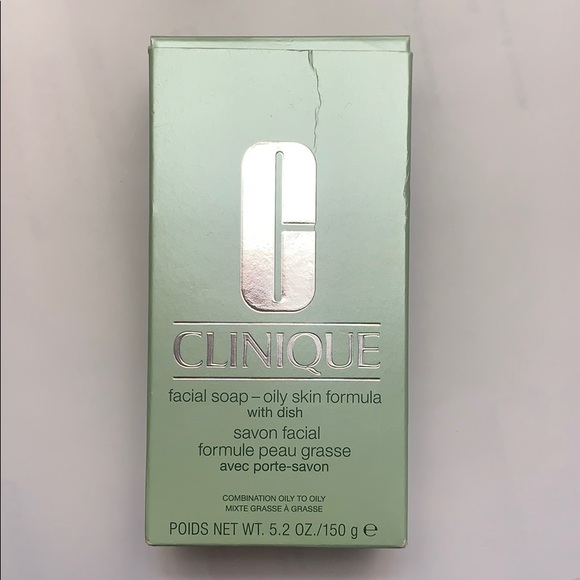 C
CLINIQUE
facial soap – oily skin formula
with dish
savon facial
formule peau grasse
avec porte-savon
COMBINATION OILY TO OILY
MIXTE GRASSE À GRASSE
POIDS NET WT. 5.2 OZ./150 g ℮